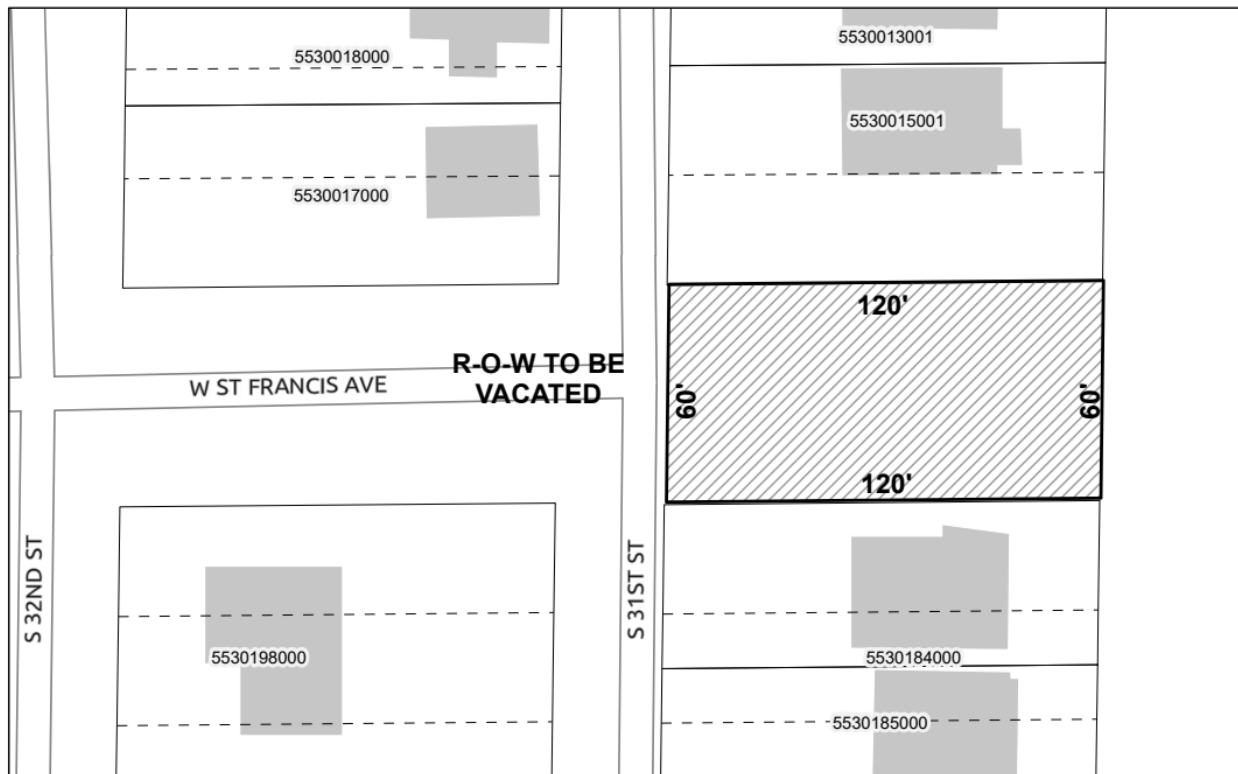 5530013001
5530018000
5530015001
5530017000
120'
R-O-W TO BE
VACATED
W ST FRANCIS AVE
60'
60'
120'
S 32ND ST
S 31ST ST
5530198000
5530184000
5530185000